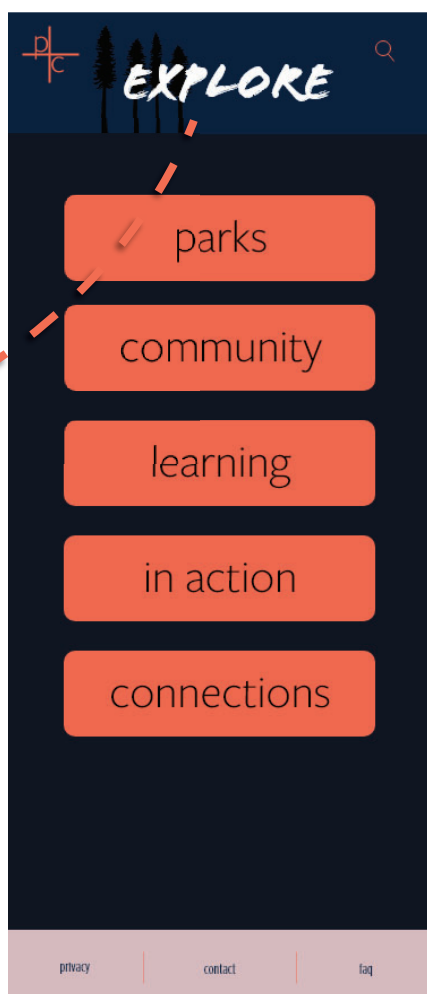 p
c
EXPLORE
parks
community
learning
in action
connections
privacy contact faq